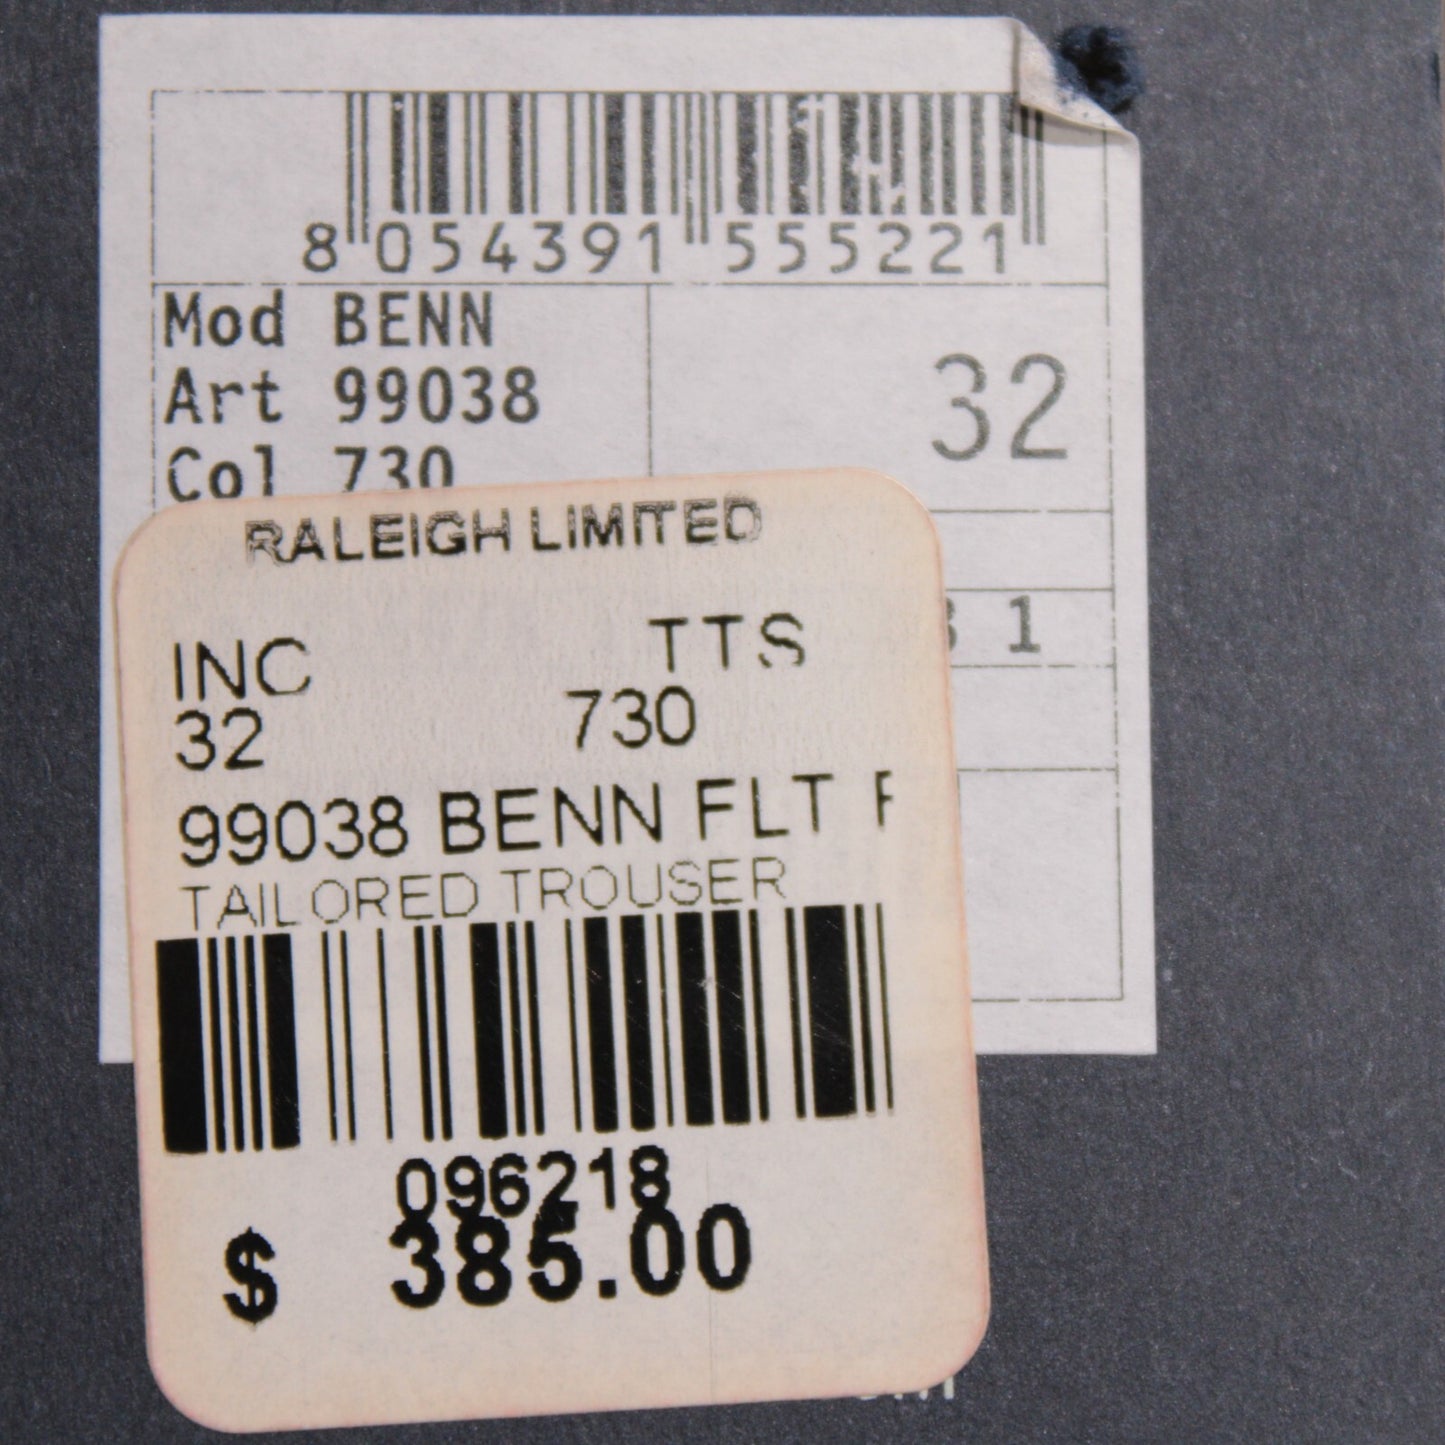 8 054391 555221
Mod BENN
Art 99038
Col 730
32
1
RALEIGH LIMITED
INC TTS
32 730
99038 BENN FLT
TAILORED TROUSER
096218
$ 385.00